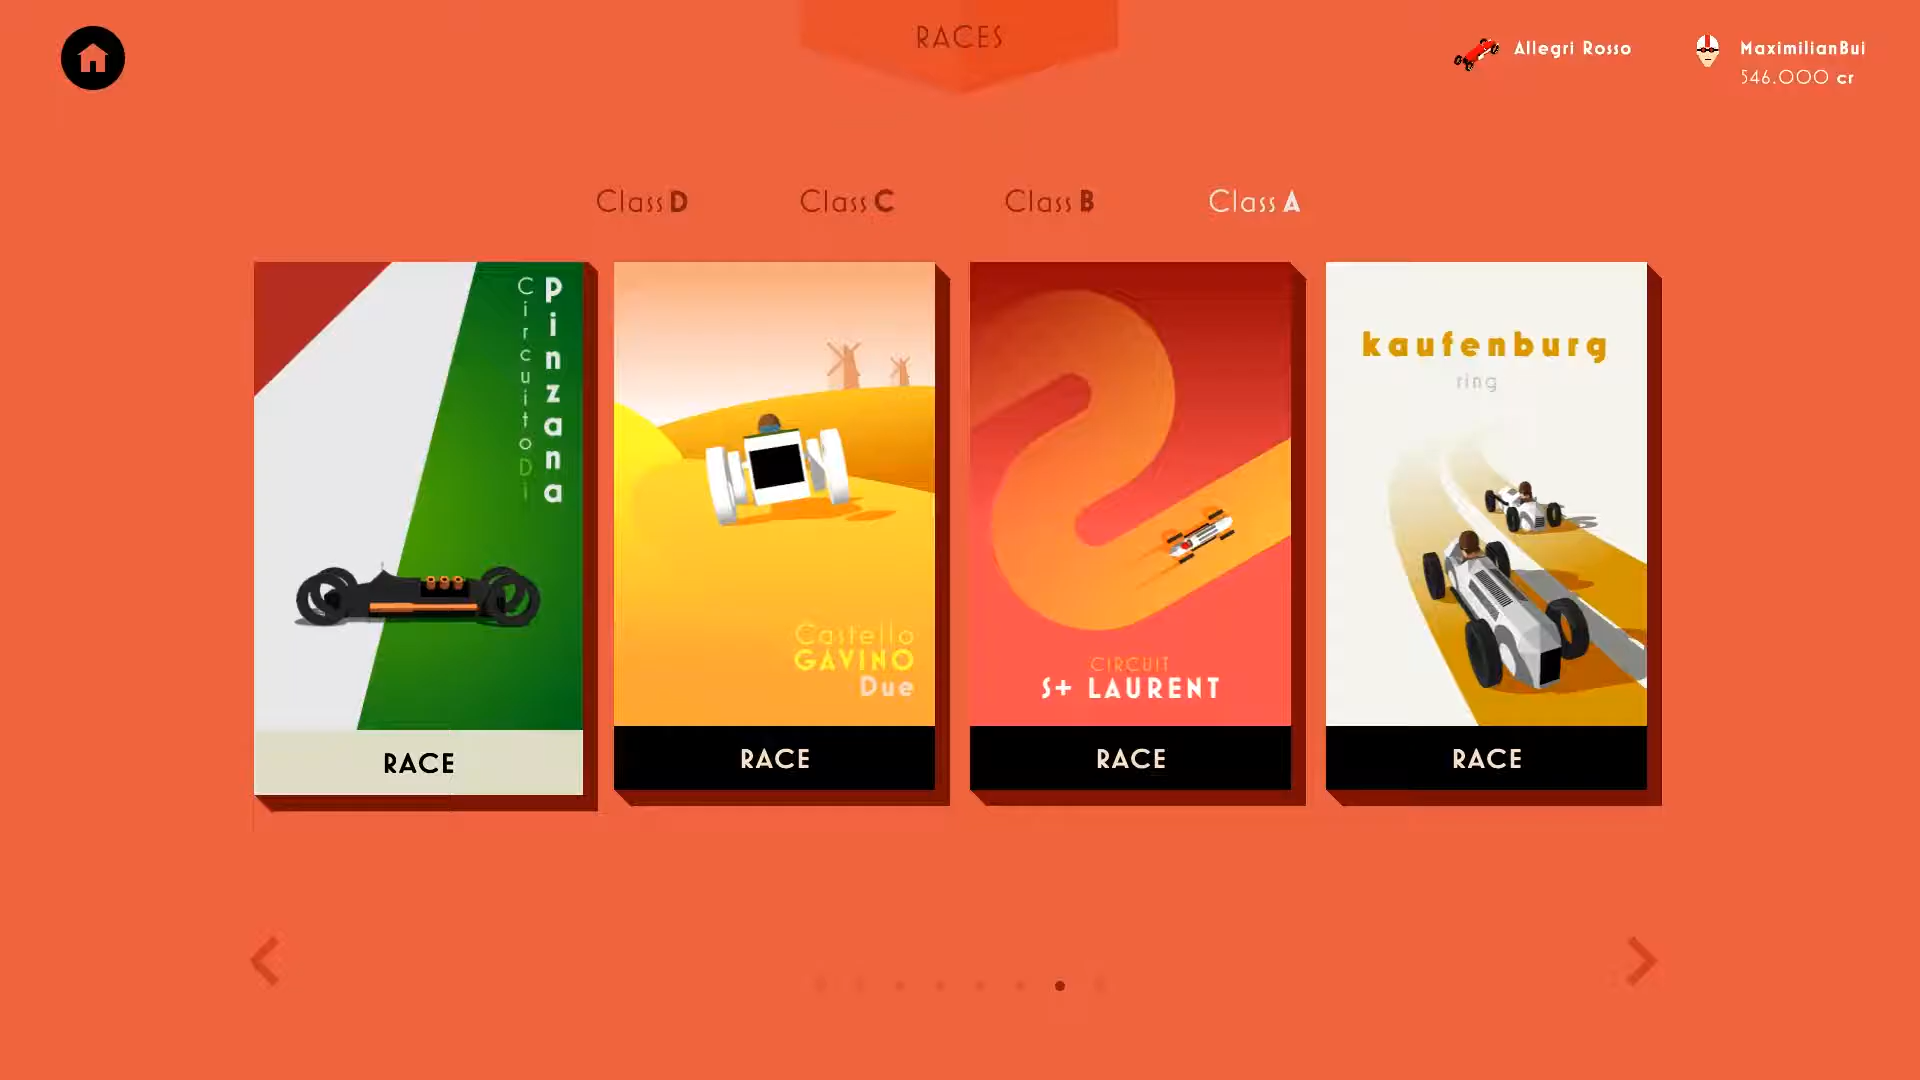 RACES
Allegri Rosso
MaximilianBui
546.000 cr
Class D
Class C
Class B
Class A
Circuito Di
Pinzana
RACE
Castello
GAVINO
Due
RACE
CIRCUIT
S+ LAURENT
RACE
kaufenburg
ring
RACE